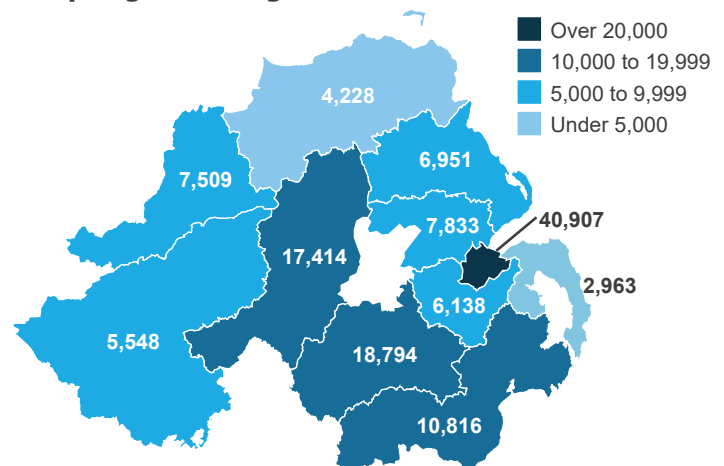 Over 20,000
10,000 to 19,999
5,000 to 9,999
Under 5,000
4,228
6,951
7,509
7,833
40,907
17,414
2,963
6,138
5,548
18,794
10,816